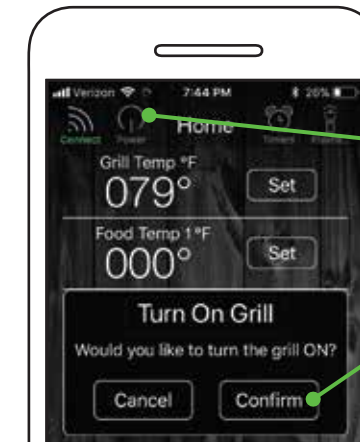 Verizon 7:44 PM 26%
Connect Power Home Timers
Grill Temp °F
079° Set
Food Temp 1°F
000° Set
Turn On Grill
Would you like to turn the grill ON?
Cancel Confirm